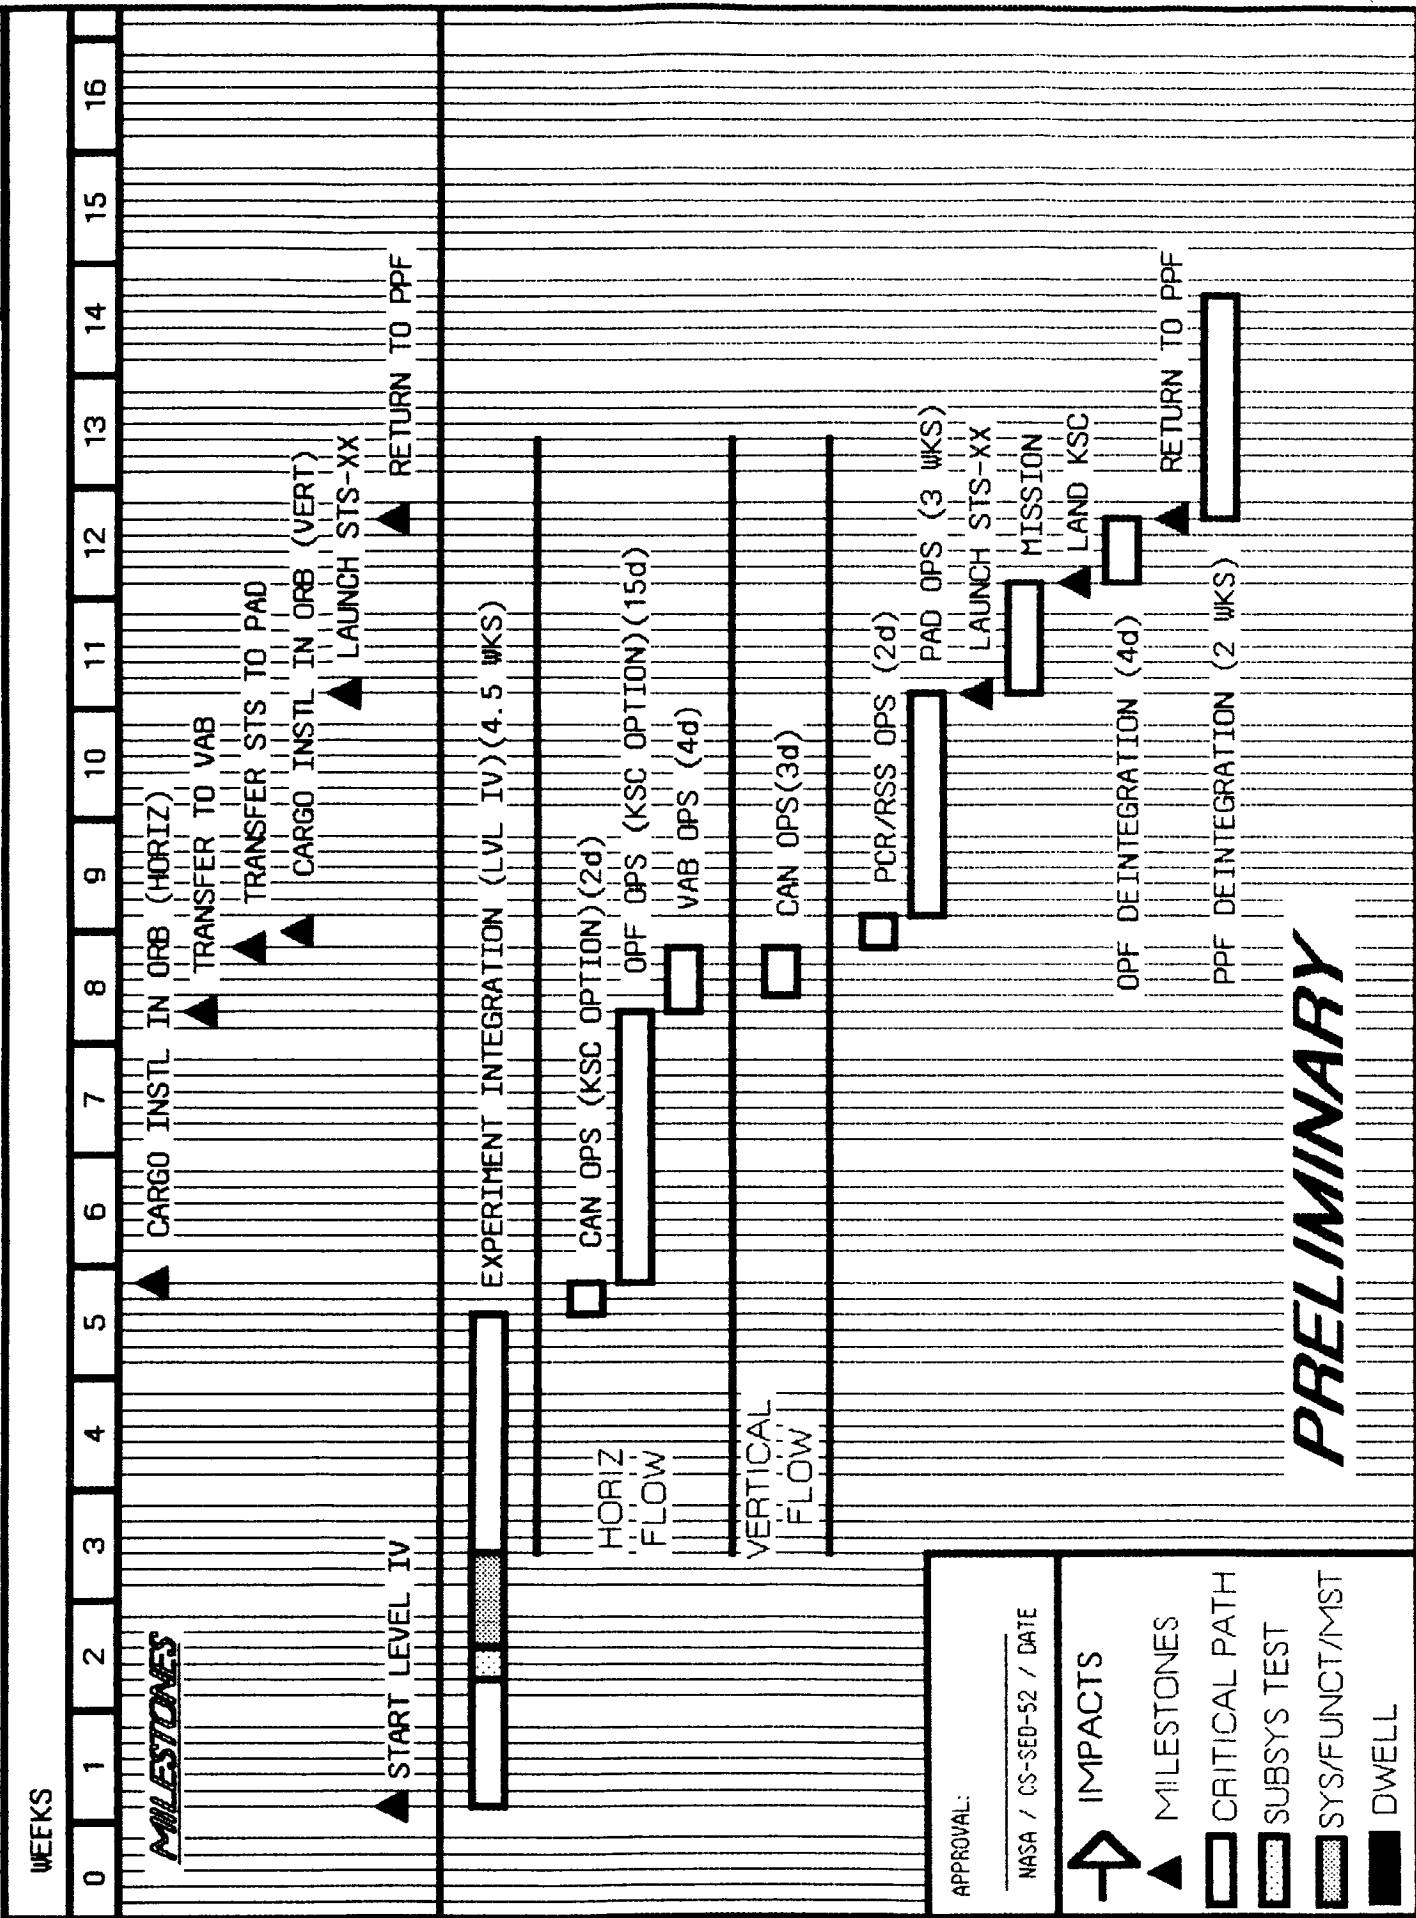 WEEKS
0 1 2 3 4 5 6 7 8 9 10 11 12 13 14 15 16
MILESTONES
CARGO INSTL IN ORB (HORIZ)
TRANSFER TO VAB
TRANSFER STS TO PAD
CARGO INSTL IN ORB (VERT)
LAUNCH STS-XX
START LEVEL IV
RETURN TO PPF
EXPERIMENT INTEGRATION (LVL IV)(4.5 WKS)
CAN OPS (KSC OPTION)(2d)
HORIZ
FLOW
OPF OPS (KSC OPTION)(15d)
VAB OPS (4d)
VERTICAL
FLOW
CAN OPS(3d)
PCR/RSS OPS (2d)
PAD OPS (3 WKS)
LAUNCH STS-XX
MISSION
LAND KSC
OPF DEINTEGRATION (4d)
RETURN TO PPF
PPF DEINTEGRATION (2 WKS)
PRELIMINARY
APPROVAL:
NASA / CS-SED-52 / DATE
IMPACTS
MILESTONES
CRITICAL PATH
SUBSYS TEST
SYS/FUNCT/MST
DWELL